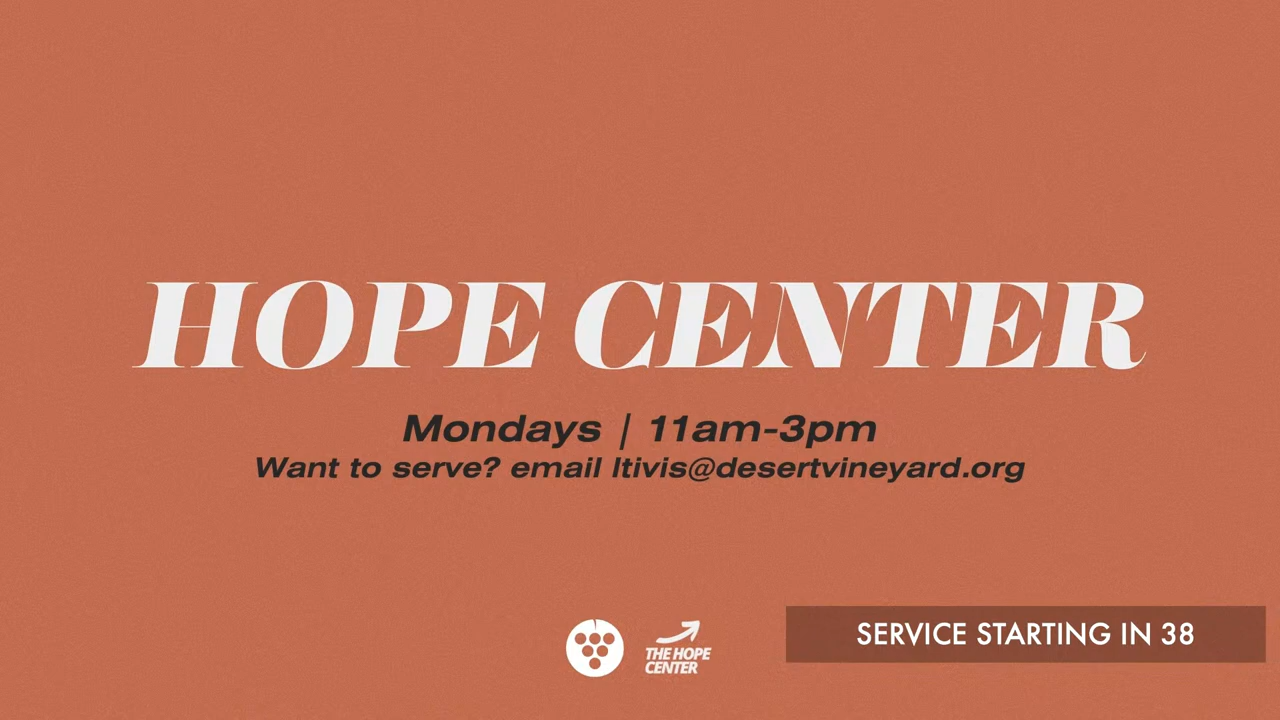 HOPE CENTER
Mondays | 11am-3pm
Want to serve? email ltivis@desertvineyard.org
THE HOPE
CENTER
SERVICE STARTING IN 38